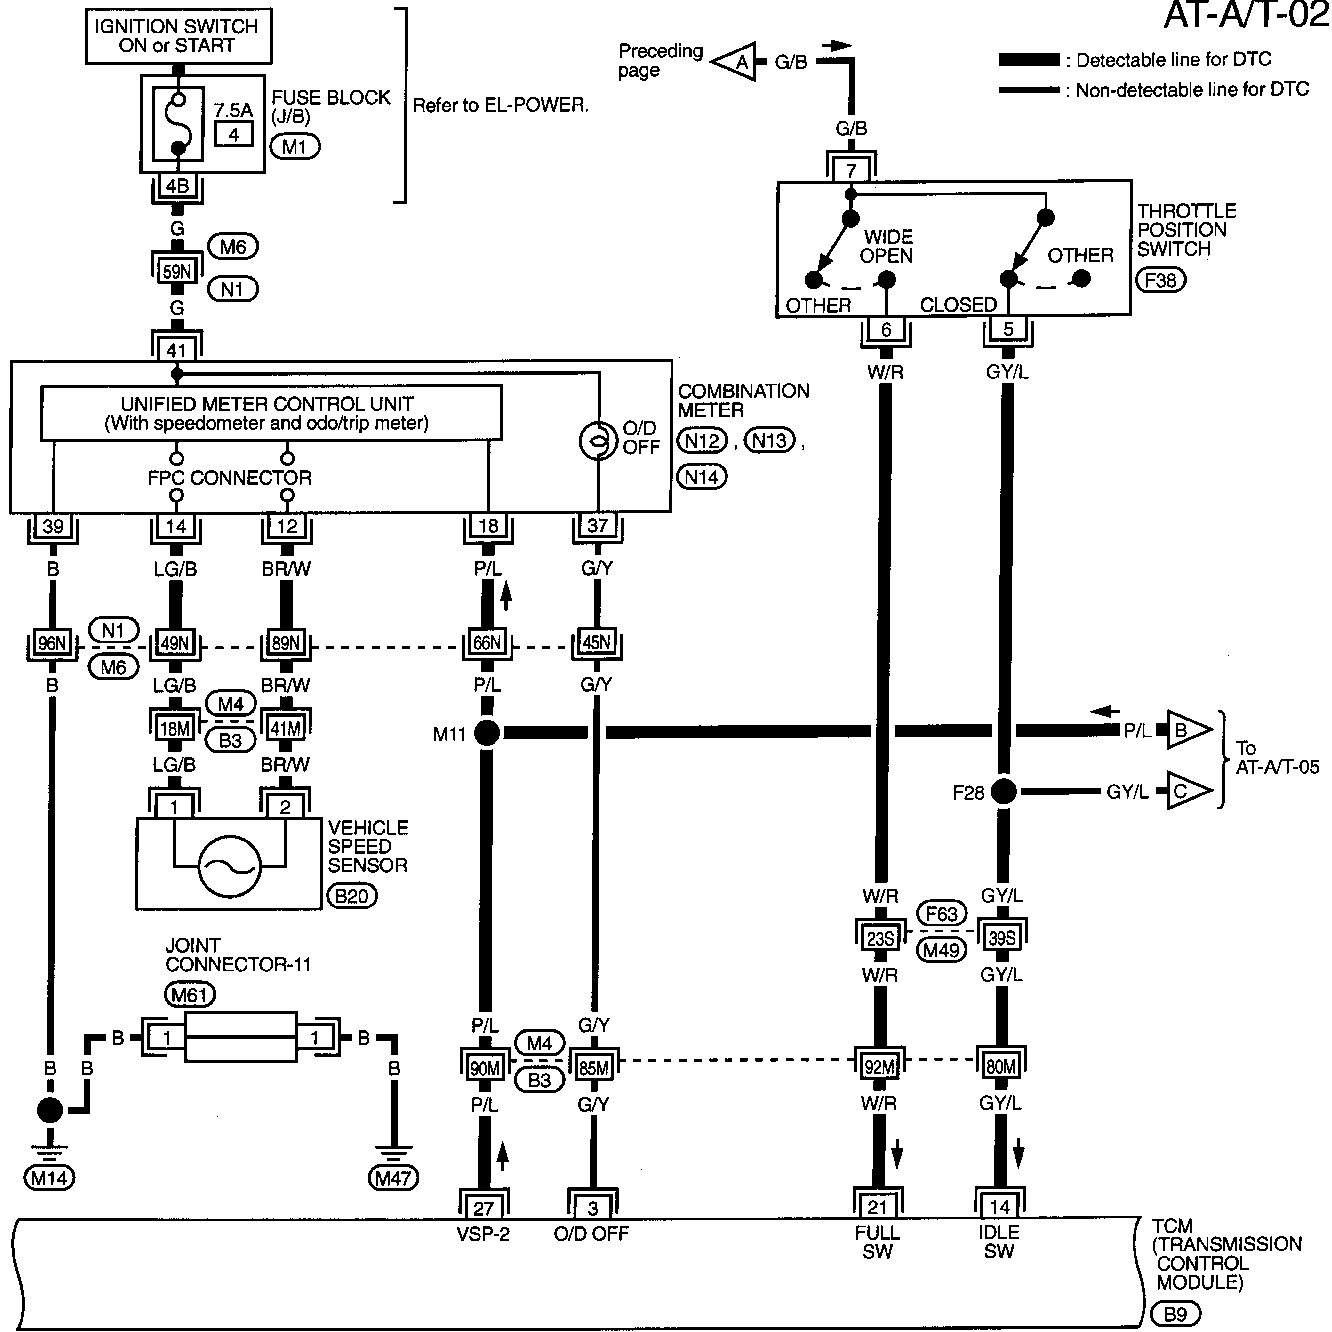 AT-A/T-02
IGNITION SWITCH
ON or START
7.5A
4
FUSE BLOCK
(J/B)
M1
Refer to EL-POWER.
Preceding
page
A
G/B
: Detectable line for DTC
: Non-detectable line for DTC
G/B
7
4B
G
M6
59N
N1
G
41
WIDE
OPEN
OTHER
OTHER
CLOSED
THROTTLE
POSITION
SWITCH
F38
6
5
W/R
GY/L
UNIFIED METER CONTROL UNIT
(With speedometer and odo/trip meter)
FPC CONNECTOR
O/D
OFF
COMBINATION
METER
N12 , N13 ,
N14
39
14
12
18
37
B
LG/B
BR/W
P/L
G/Y
96N
N1
M6
49N
89N
66N
45N
B
LG/B
BR/W
P/L
G/Y
18M
M4
B3
41M
M11
P/L
B
To
AT-A/T-05
LG/B
BR/W
F28
GY/L
C
1
2
VEHICLE
SPEED
SENSOR
B20
W/R
GY/L
23S
F63
M49
39S
W/R
GY/L
JOINT
CONNECTOR-11
M61
B
1
1
B
B
B
B
P/L
G/Y
90M
M4
B3
85M
92M
80M
P/L
G/Y
W/R
GY/L
M14
M47
27
3
21
14
VSP-2
O/D OFF
FULL
SW
IDLE
SW
TCM
(TRANSMISSION
CONTROL
MODULE)
B9